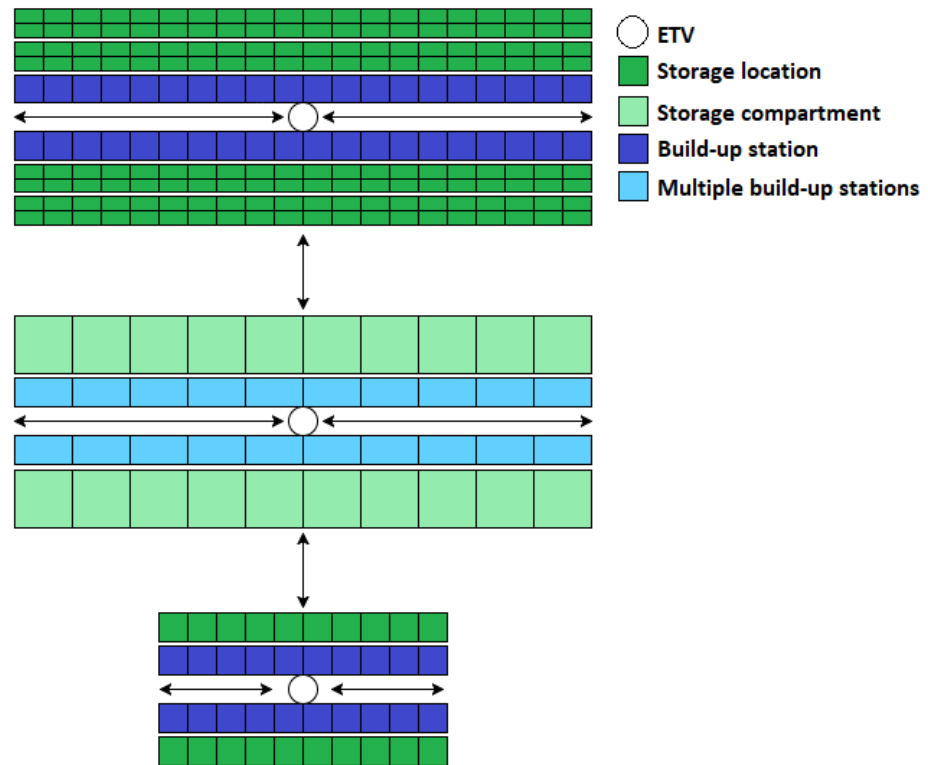 ETV
Storage location
Storage compartment
Build-up station
Multiple build-up stations